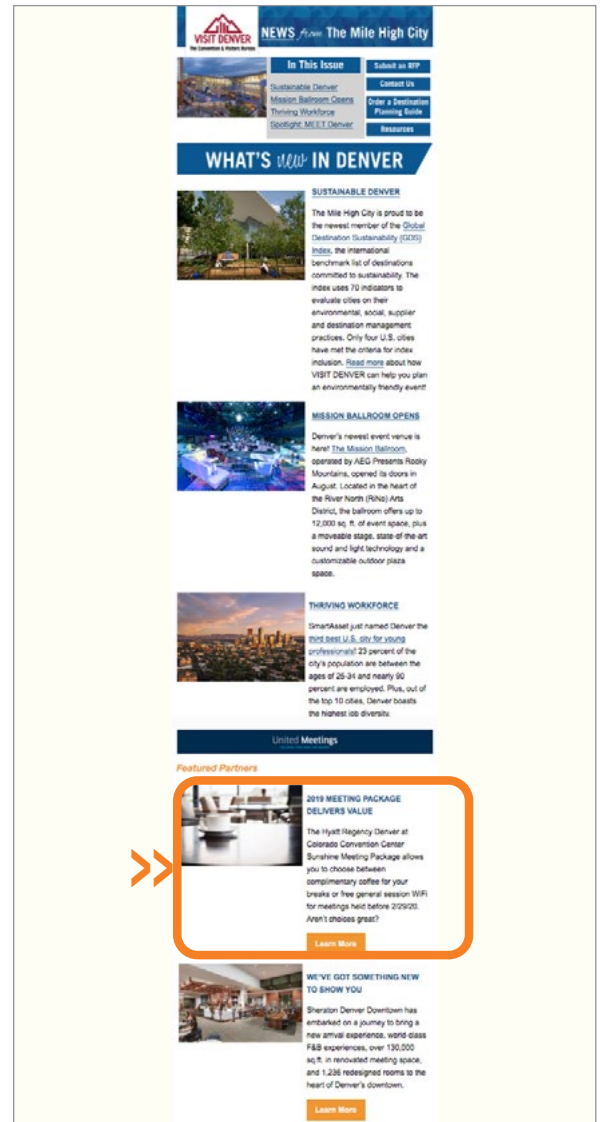 VISIT DENVER
The Convention & Visitors Bureau
NEWS from The Mile High City
In This Issue
Sustainable Denver
Mission Ballroom Opens
Thriving Workforce
Spotlight: MEET Denver
Submit an RFP
Contact Us
Order a Destination
Planning Guide
Resources
WHAT'S new IN DENVER
SUSTAINABLE DENVER
The Mile High City is proud to be
the newest member of the Global
Destination Sustainability (GDS)
Index, the international
benchmark list of destinations
committed to sustainability. The
index uses 70 indicators to
evaluate cities on their
environmental, social, supplier
and destination management
practices. Only four U.S. cities
have met the criteria for index
inclusion. Read more about how
VISIT DENVER can help you plan
an environmentally friendly event!
MISSION BALLROOM OPENS
Denver's newest event venue is
here! The Mission Ballroom,
operated by AEG Presents Rocky
Mountains, opened its doors in
August. Located in the heart of
the River North (RiNo) Arts
District, the ballroom offers up to
12,000 sq. ft. of event space, plus
a moveable stage, state-of-the-art
sound and light technology and a
customizable outdoor plaza
space.
THRIVING WORKFORCE
SmartAsset just named Denver the
third best U.S. city for young
professionals! 23 percent of the
city's population are between the
ages of 26-34 and nearly 90
percent are employed. Plus, out of
the top 10 cities, Denver boasts
the highest job diversity.
United Meetings
Featured Partners
2019 MEETING PACKAGE
DELIVERS VALUE
The Hyatt Regency Denver at
Colorado Convention Center
Sunshine Meeting Package allows
you to choose between
complimentary coffee for your
breaks or free general session WiFi
for meetings held before 2/29/20.
Aren't choices great?
Learn More
WE'VE GOT SOMETHING NEW
TO SHOW YOU
Sheraton Denver Downtown has
embarked on a journey to bring a
new arrival experience, world-class
F&B experiences, over 130,000
sq.ft. in renovated meeting space,
and 1,236 redesigned rooms to the
heart of Denver's downtown.
Learn More